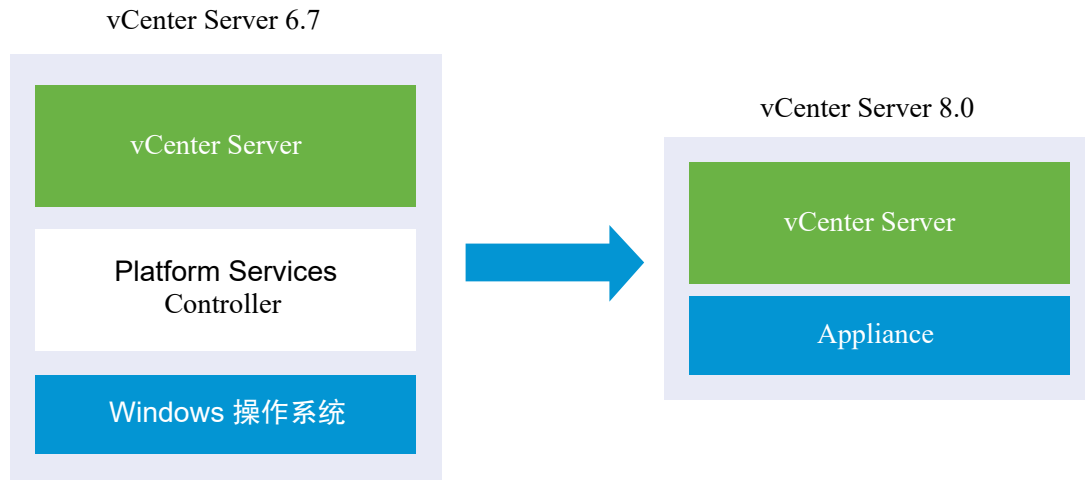 vCenter Server 6.7
vCenter Server
Platform Services
Controller
Windows 操作系统
vCenter Server 8.0
vCenter Server
Appliance